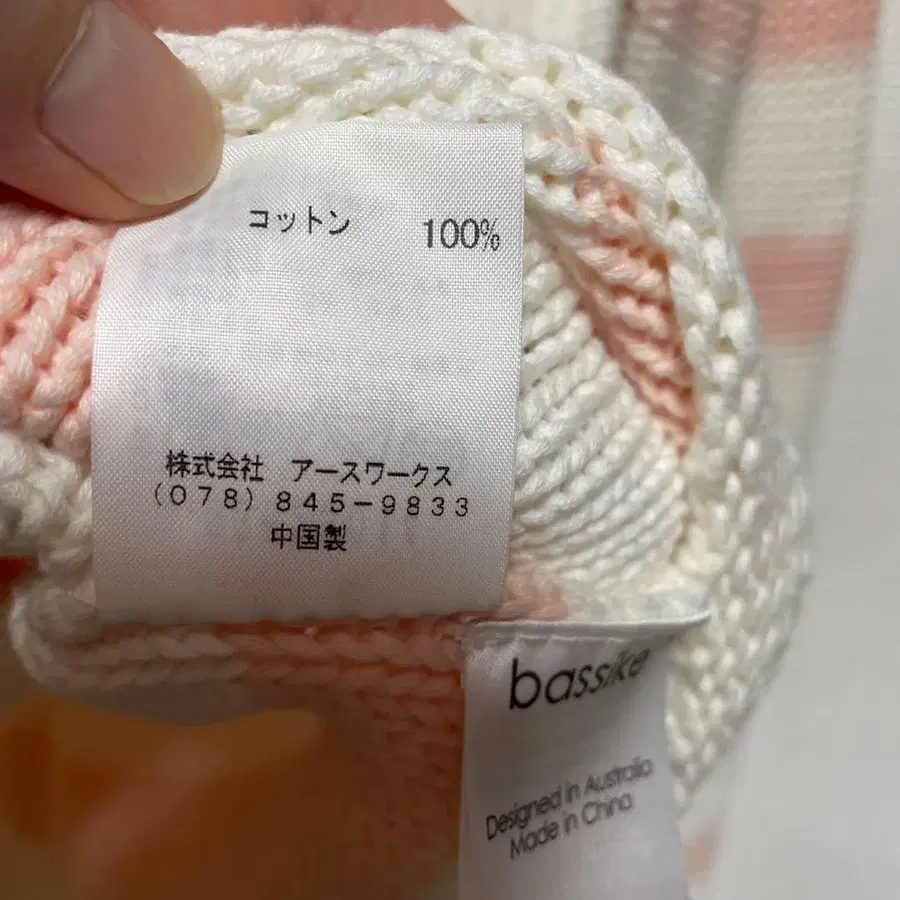 コットン 100%
株式会社 アースワークス
(078)845-9833
中国製
bassike
Designed in Australia
Made in China